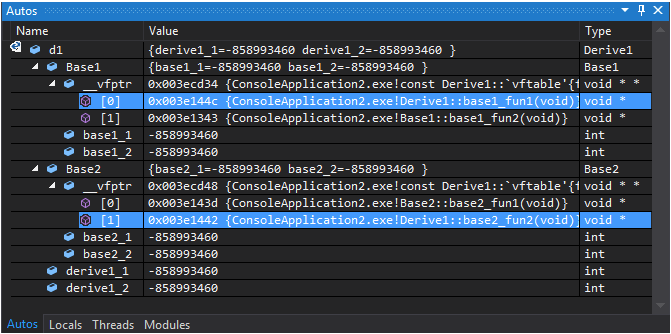 Autos
Name Value Type
d1 {derive1_1=-858993460 derive1_2=-858993460 } Derive1
Base1 {base1_1=-858993460 base1_2=-858993460 } Base1
__vfptr 0x003ecd34 {ConsoleApplication2.exe!const Derive1::`vftable'{f void * *
[0] 0x003e144c {ConsoleApplication2.exe!Derive1::base1_fun1(void)} void *
[1] 0x003e1343 {ConsoleApplication2.exe!Base1::base1_fun2(void)} void *
base1_1 -858993460 int
base1_2 -858993460 int
Base2 {base2_1=-858993460 base2_2=-858993460 } Base2
__vfptr 0x003ecd48 {ConsoleApplication2.exe!const Derive1::`vftable'{f void * *
[0] 0x003e143d {ConsoleApplication2.exe!Base2::base2_fun1(void)} void *
[1] 0x003e1442 {ConsoleApplication2.exe!Derive1::base2_fun2(void)} void *
base2_1 -858993460 int
base2_2 -858993460 int
derive1_1 -858993460 int
derive1_2 -858993460 int
Autos Locals Threads Modules